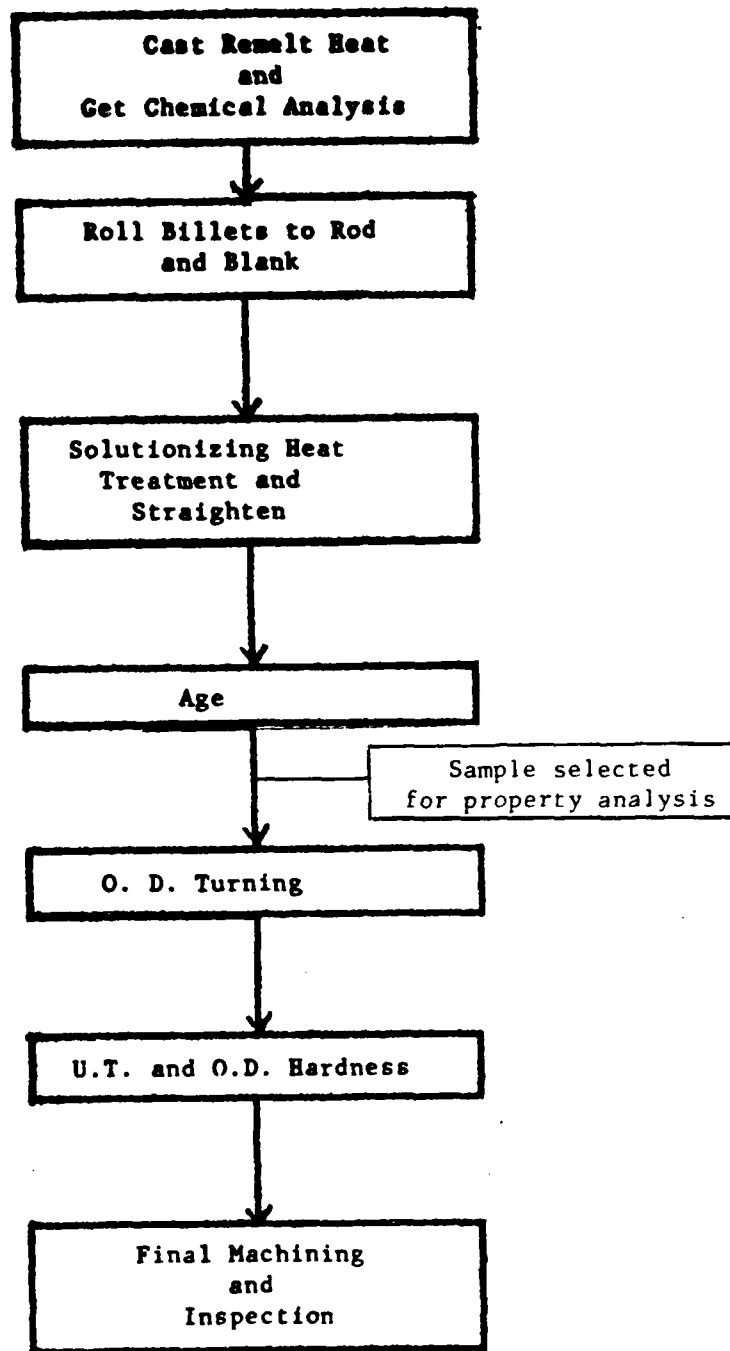 Cast Remelt Heat
and
Get Chemical Analysis
Roll Billets to Rod
and Blank
Solutionizing Heat
Treatment and
Straighten
Age
Sample selected
for property analysis
O. D. Turning
U.T. and O.D. Hardness
Final Machining
and
Inspection